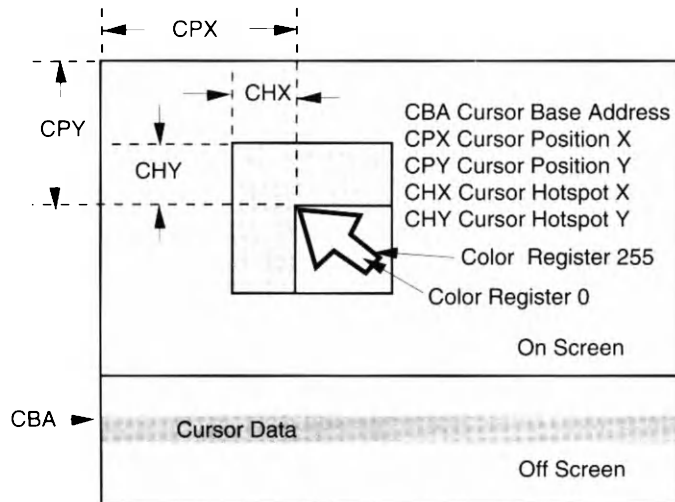 CPX
CHX
CPY
CHY
CBA Cursor Base Address
CPX Cursor Position X
CPY Cursor Position Y
CHX Cursor Hotspot X
CHY Cursor Hotspot Y
Color Register 255
Color Register 0
On Screen
CBA
Cursor Data
Off Screen